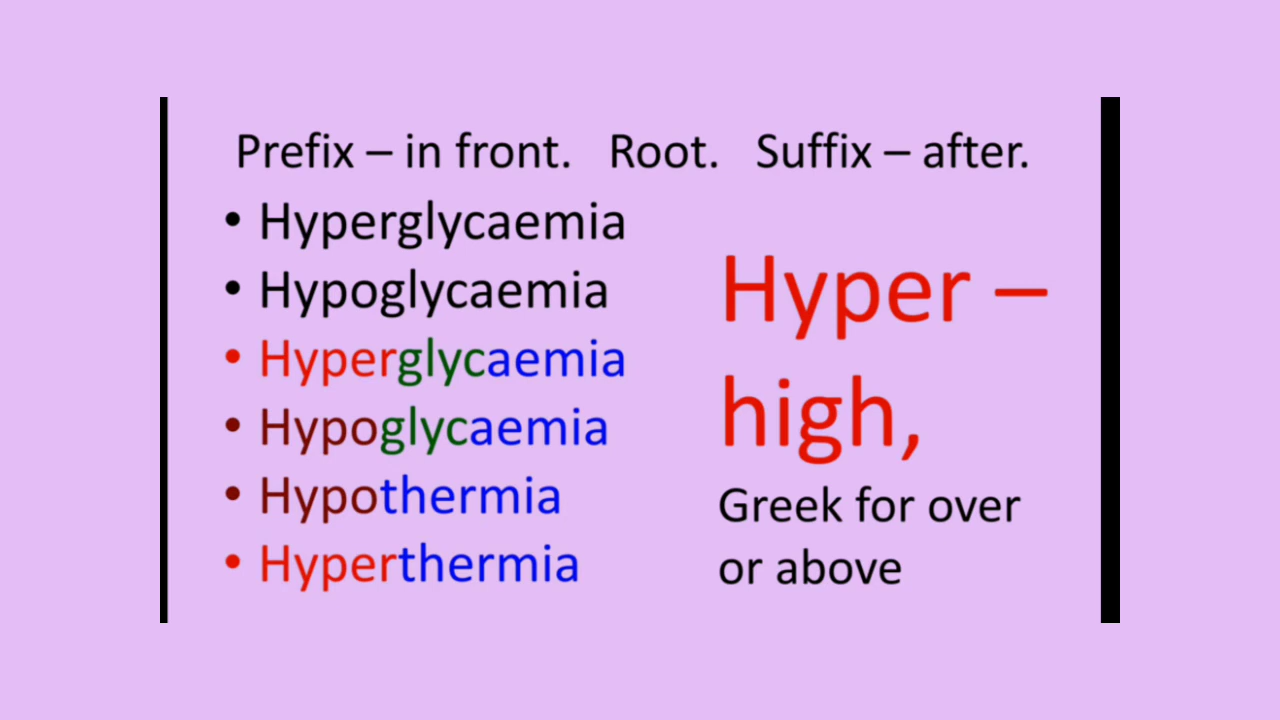 Prefix – in front.   Root.   Suffix – after.
• Hyperglycaemia
• Hypoglycaemia
• Hyperglycaemia
• Hypoglycaemia
• Hypothermia
• Hyperthermia
Hyper –
high,
Greek for over
or above